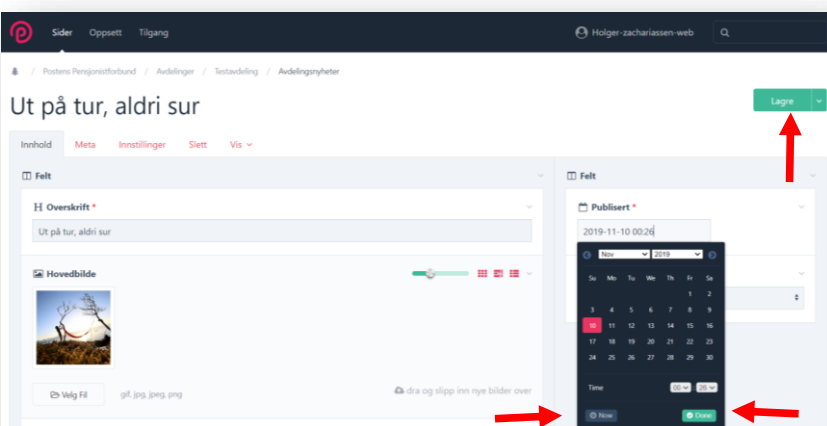 Sider Oppsett Tilgang Holger-zachariassen-web
/ Postens Pensjonistforbund / Avdelinger / Testavdeling / Avdelingsnyheter
Ut på tur, aldri sur
Lagre
Innhold Meta Innstillinger Slett Vis
Felt
Overskrift *
Ut på tur, aldri sur
Hovedbilde
Velg Fil gif, jpg, jpeg, png
dra og slipp inn nye bilder over
Felt
Publisert *
2019-11-10 00:26
Nov 2019
Su Mo Tu We Th Fr Sa
1 2
3 4 5 6 7 8 9
10 11 12 13 14 15 16
17 18 19 20 21 22 23
24 25 26 27 28 29 30
Time 00 26
Now Done